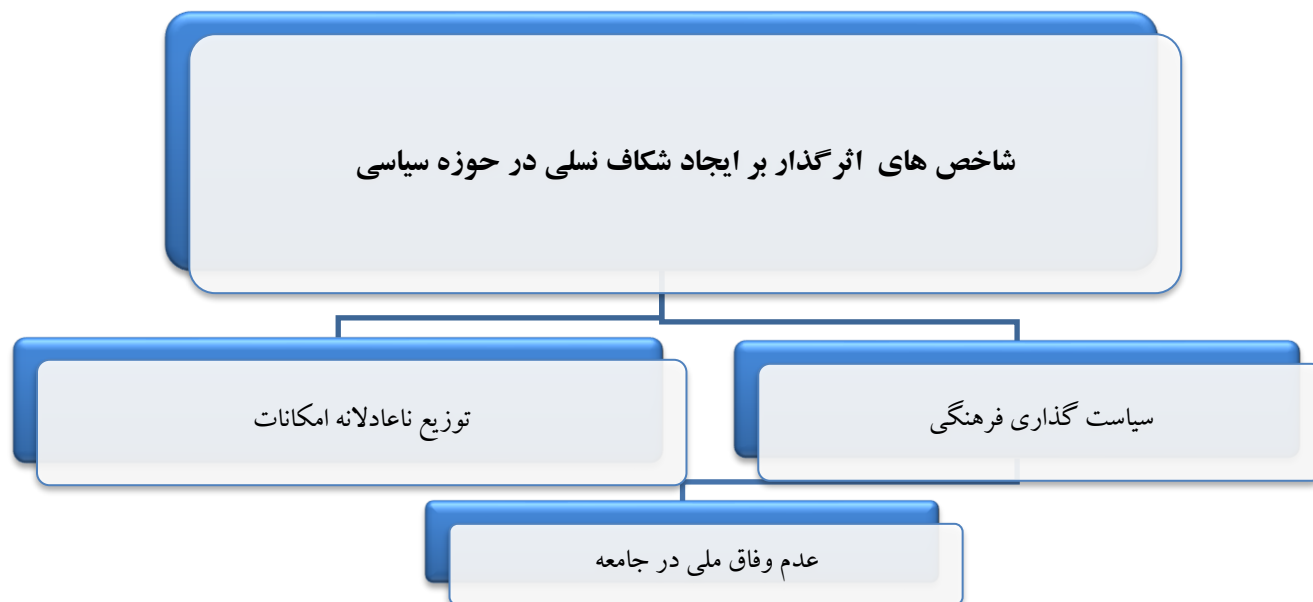 شاخص های اثرگذار بر ایجاد شکاف نسلی در حوزه سیاسی
سیاست گذاری فرهنگی
توزیع ناعادلانه امکانات
عدم وفاق ملی در جامعه